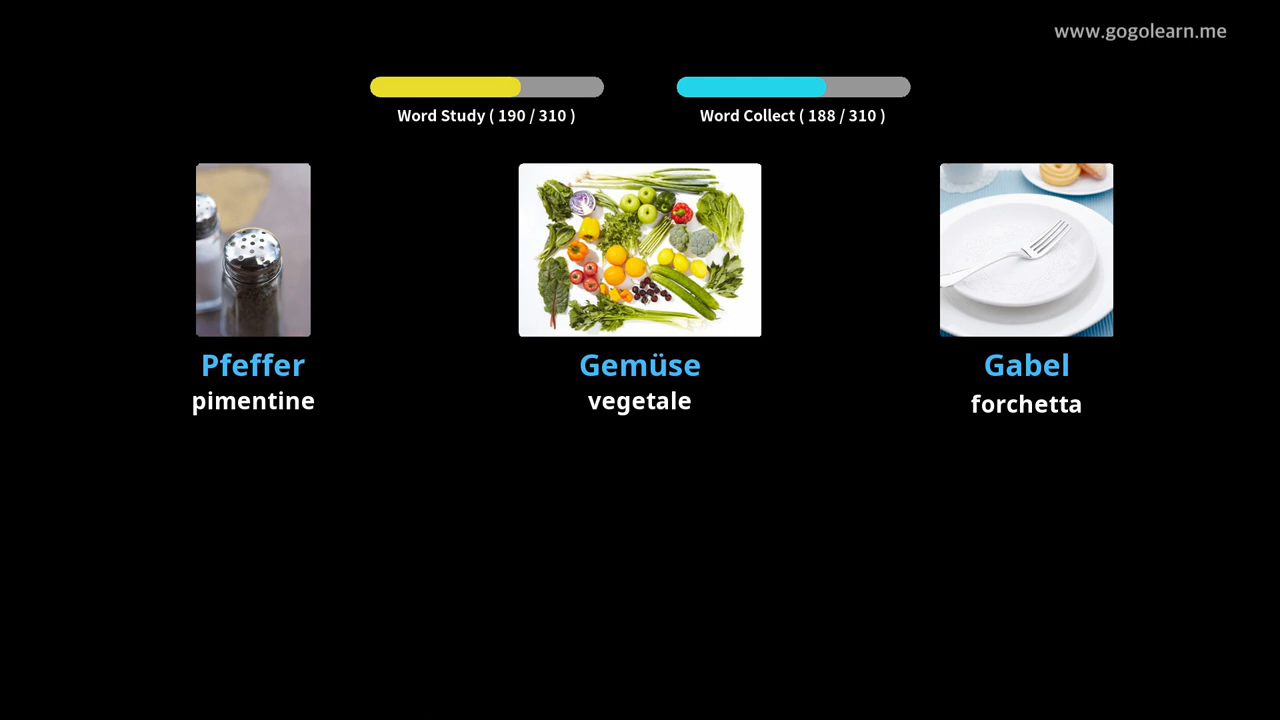 www.gogolearn.me
Word Study ( 190 / 310 )
Word Collect ( 188 / 310 )
Pfeffer
Gemüse
Gabel
pimentine
vegetale
forchetta